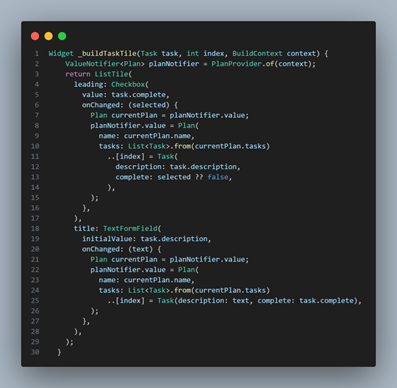 1 Widget _buildTaskTile(Task task, int index, BuildContext context) {
2 ValueNotifier<Plan> planNotifier = PlanProvider.of(context);
3 return ListTile(
4 leading: Checkbox(
5 value: task.complete,
6 onChanged: (selected) {
7 Plan currentPlan = planNotifier.value;
8 planNotifier.value = Plan(
9 name: currentPlan.name,
10 tasks: List<Task>.from(currentPlan.tasks)
11 ..[index] = Task(
12 description: task.description,
13 complete: selected ?? false,
14 ),
15 );
16 },
17 ),
18 title: TextFormField(
19 initialValue: task.description,
20 onChanged: (text) {
21 Plan currentPlan = planNotifier.value;
22 planNotifier.value = Plan(
23 name: currentPlan.name,
24 tasks: List<Task>.from(currentPlan.tasks)
25 ..[index] = Task(description: text, complete: task.complete),
26 );
27 },
28 ),
29 );
30 }